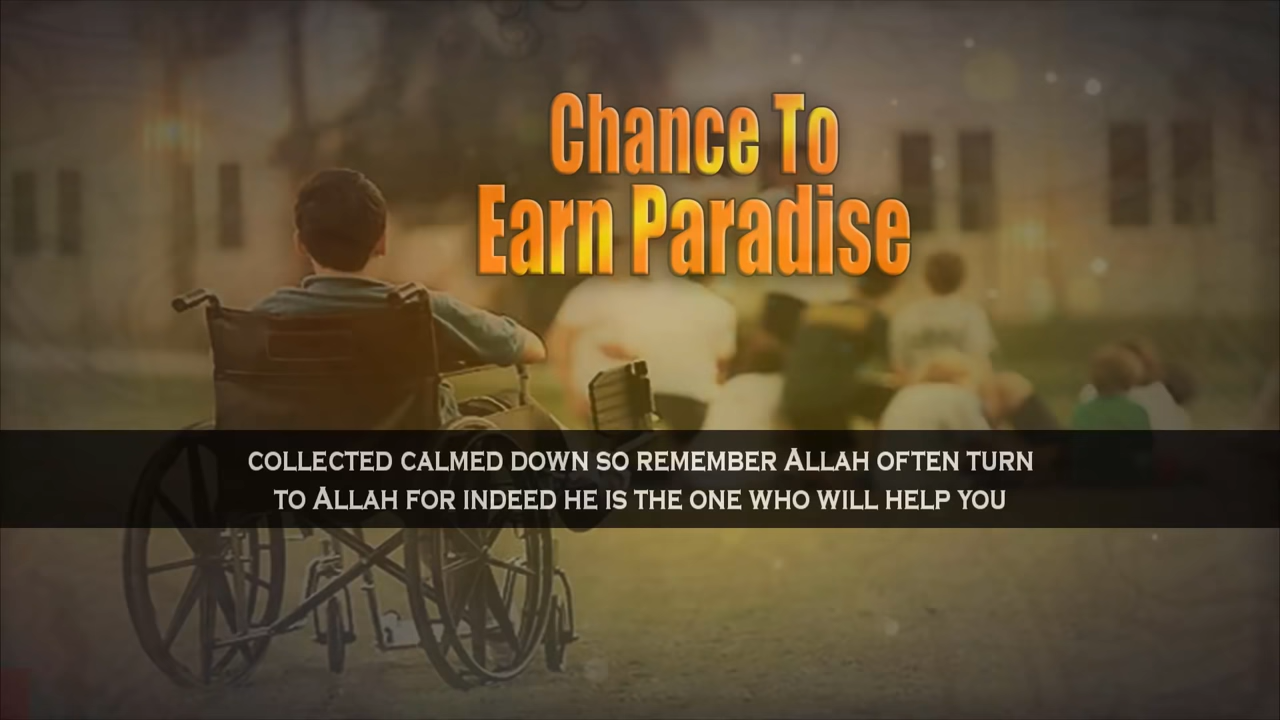 Chance To
Earn Paradise
COLLECTED CALMED DOWN SO REMEMBER ALLAH OFTEN TURN
TO ALLAH FOR INDEED HE IS THE ONE WHO WILL HELP YOU